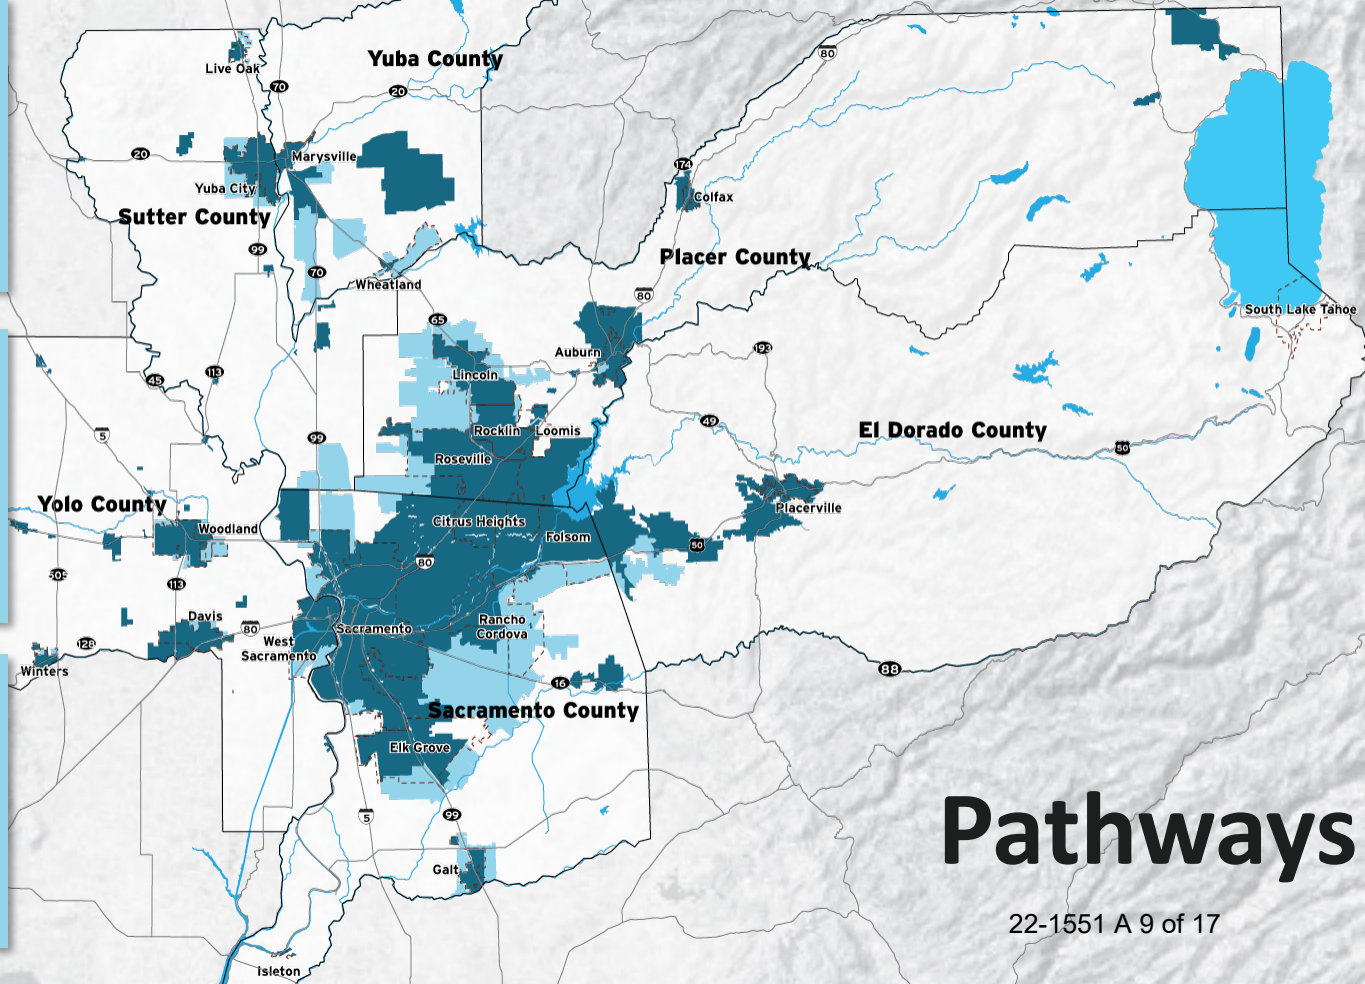 Yuba County
Live Oak
80
70
20
20
Marysville
174
Yuba City
Colfax
Sutter County
99
Placer County
70
Wheatland
80
South Lake Tahoe
65
193
Auburn
113
Lincoln
45
49
Rocklin
Loomis
El Dorado County
5
99
50
Roseville
Yolo County
Placerville
Citrus Heights
Woodland
Folsom
50
80
505
113
Davis
Rancho
Cordova
80
Sacramento
128
West
Sacramento
88
Winters
16
Sacramento County
Elk Grove
5
99
Pathways
Galt
22-1551 A 9 of 17
Isleton